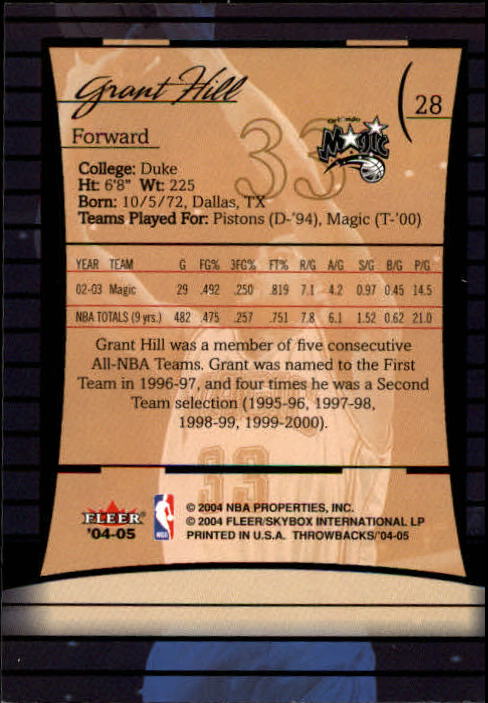 Grant Hill
28
Forward
33
Orlando
Magic
College: Duke
Ht: 6'8" Wt: 225
Born: 10/5/72, Dallas, TX
Teams Played For: Pistons (D-'94), Magic (T-'00)
YEAR TEAM G FG% 3FG% FT% R/G A/G S/G B/G P/G
02-03 Magic 29 .492 .250 .819 7.1 4.2 0.97 0.45 14.5
NBA TOTALS (9 yrs.) 482 .475 .257 .751 7.8 6.1 1.52 0.62 21.0
Grant Hill was a member of five consecutive
All-NBA Teams. Grant was named to the First
Team in 1996-97, and four times he was a Second
Team selection (1995-96, 1997-98,
1998-99, 1999-2000).
33
FLEER
'04-05
NBA
© 2004 NBA PROPERTIES, INC.
© 2004 FLEER/SKYBOX INTERNATIONAL LP
PRINTED IN U.S.A. THROWBACKS/'04-05